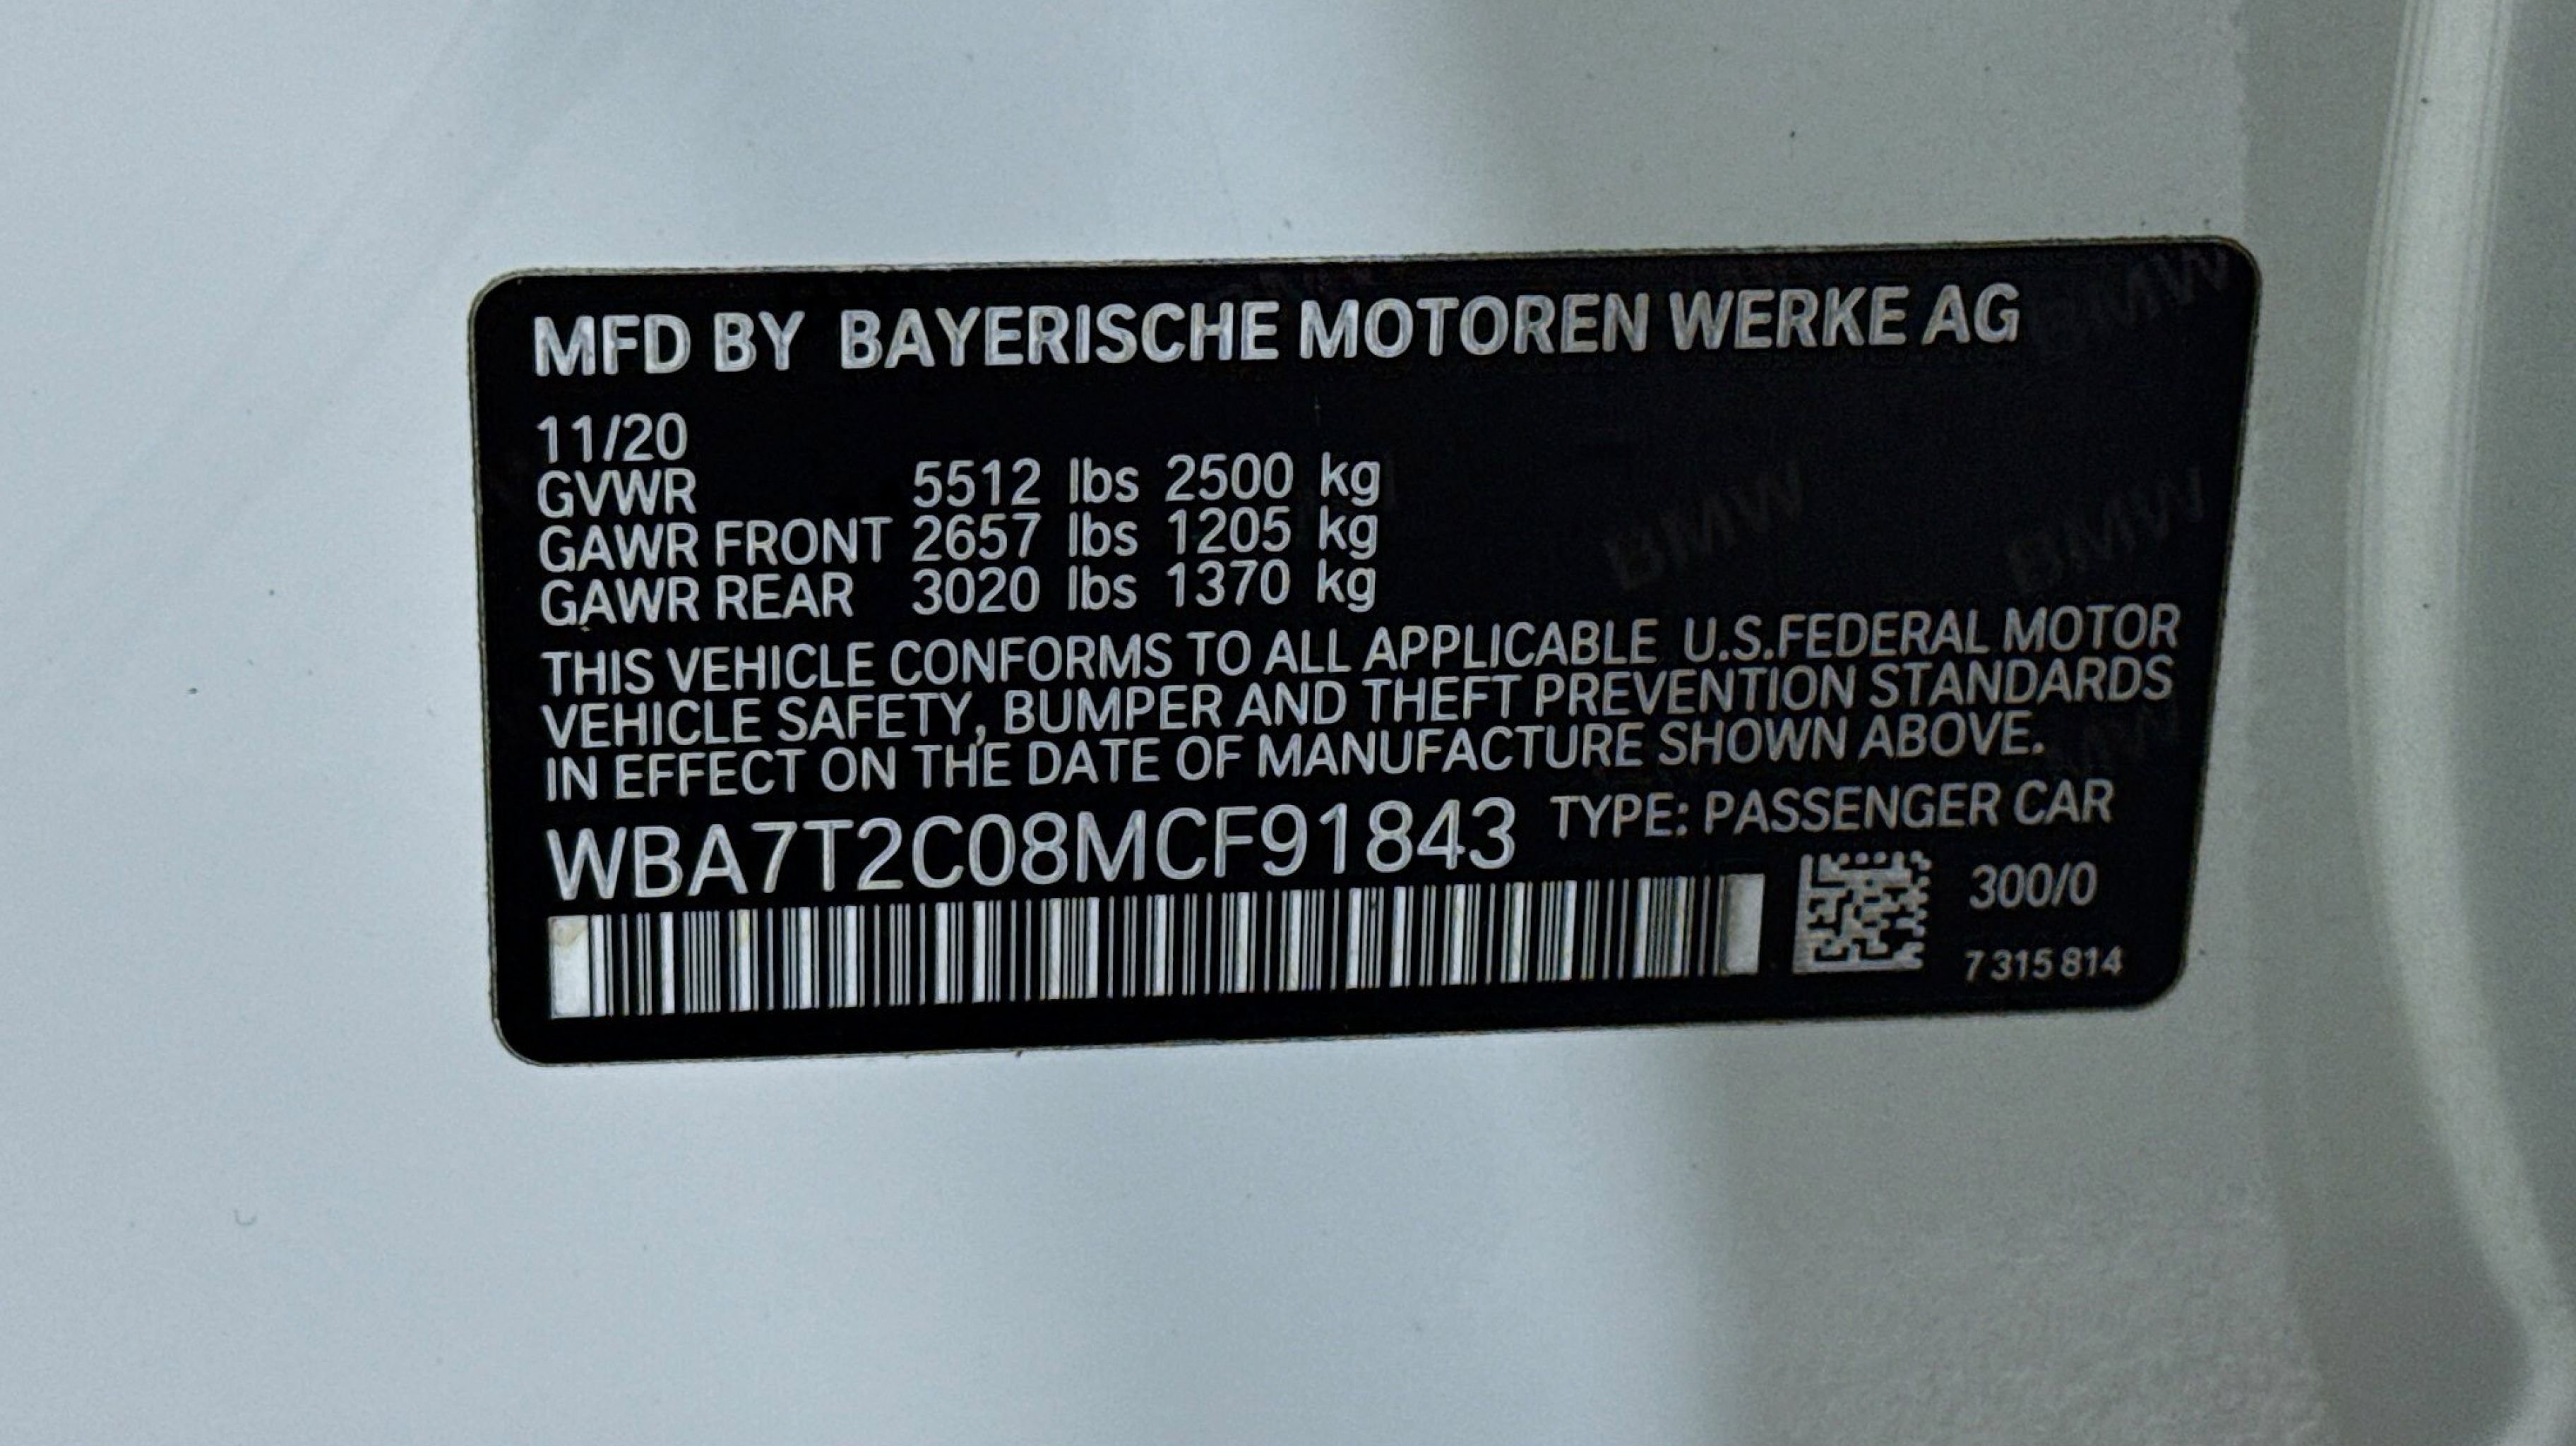 MFD BY BAYERISCHE MOTOREN WERKE AG
11/20
GVWR 5512 lbs 2500 kg
GAWR FRONT 2657 lbs 1205 kg
GAWR REAR 3020 lbs 1370 kg
THIS VEHICLE CONFORMS TO ALL APPLICABLE U.S.FEDERAL MOTOR
VEHICLE SAFETY, BUMPER AND THEFT PREVENTION STANDARDS
IN EFFECT ON THE DATE OF MANUFACTURE SHOWN ABOVE.
WBA7T2C08MCF91843 TYPE: PASSENGER CAR
300/0
7 315 814
BMW
BMW
BMW